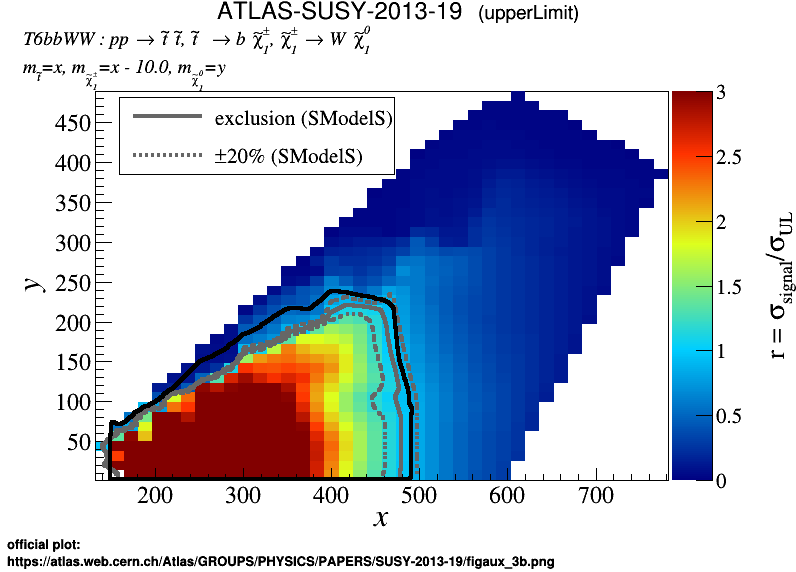 ATLAS-SUSY-2013-19 (upperLimit)
T6bbWW : pp → t̃ t̃, t̃ → b χ̃₁±, χ̃₁± → W χ̃₁⁰
m_t̃=x, m_χ̃₁±=x - 10.0, m_χ̃₁⁰=y
exclusion (SModelS)
±20% (SModelS)
y
450
400
350
300
250
200
150
100
50
200 300 400 500 600 700
x
3
2.5
2
1.5
1
0.5
0
r = σ_signal/σ_UL
official plot:
https://atlas.web.cern.ch/Atlas/GROUPS/PHYSICS/PAPERS/SUSY-2013-19/figaux_3b.png